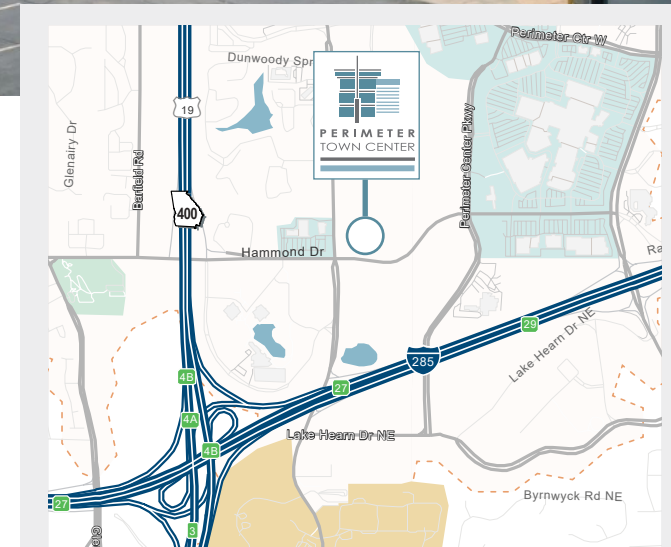 Perimeter Ctr W
Dunwoody Spr
19
Glenairy Dr
Barfield Rd
PERIMETER
TOWN CENTER
Perimeter Center Pkwy
400
Hammond Dr
Ra
29
285
Lake Hearn Dr NE
4B
27
4A
Lake Hearn Dr NE
4B
Byrnwyck Rd NE
27
3